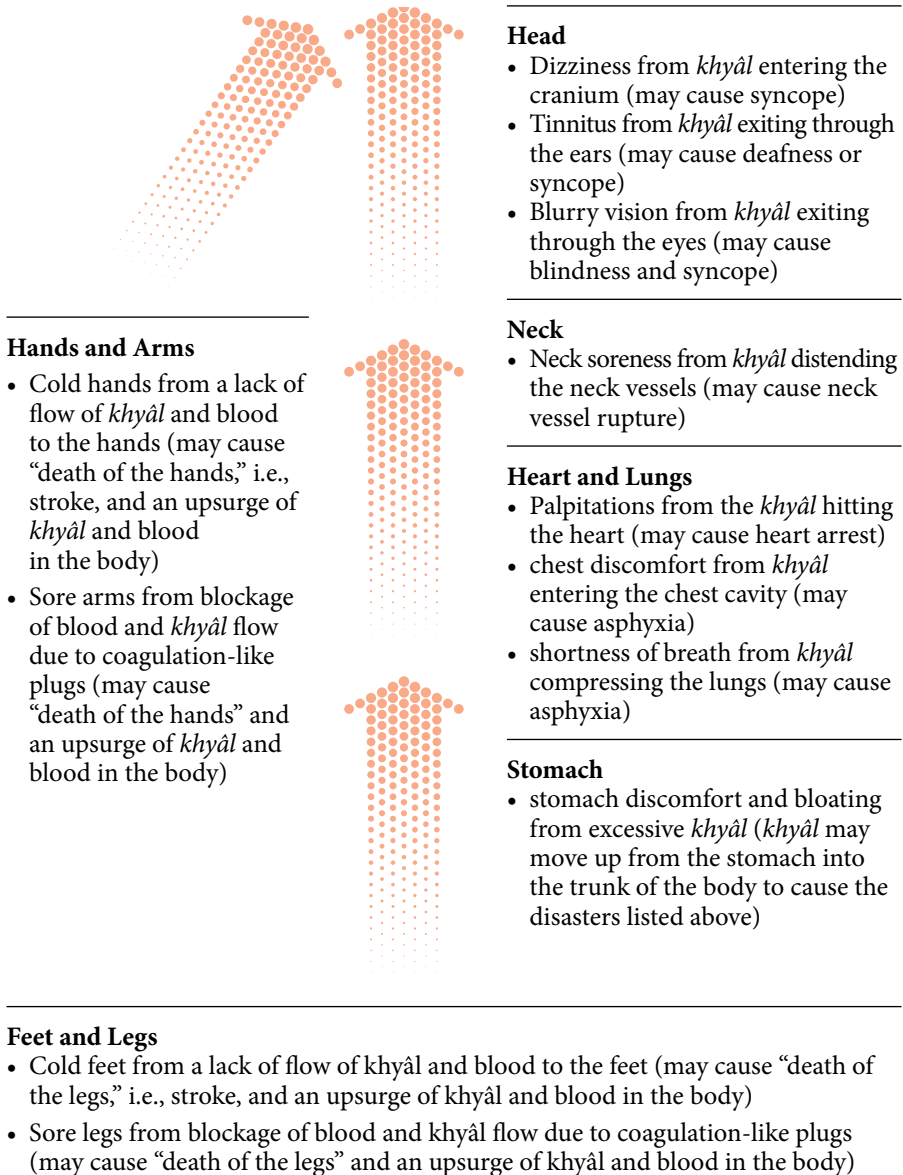 Head
• Dizziness from khyâl entering the
cranium (may cause syncope)
• Tinnitus from khyâl exiting through
the ears (may cause deafness or
syncope)
• Blurry vision from khyâl exiting
through the eyes (may cause
blindness and syncope)
Neck
• Neck soreness from khyâl distending
the neck vessels (may cause neck
vessel rupture)
Heart and Lungs
• Palpitations from the khyâl hitting
the heart (may cause heart arrest)
• chest discomfort from khyâl
entering the chest cavity (may
cause asphyxia)
• shortness of breath from khyâl
compressing the lungs (may cause
asphyxia)
Stomach
• stomach discomfort and bloating
from excessive khyâl (khyâl may
move up from the stomach into
the trunk of the body to cause the
disasters listed above)
Hands and Arms
• Cold hands from a lack of
flow of khyâl and blood
to the hands (may cause
“death of the hands,” i.e.,
stroke, and an upsurge of
khyâl and blood
in the body)
• Sore arms from blockage
of blood and khyâl flow
due to coagulation-like
plugs (may cause
“death of the hands” and
an upsurge of khyâl and
blood in the body)
Feet and Legs
• Cold feet from a lack of flow of khyâl and blood to the feet (may cause “death of
the legs,” i.e., stroke, and an upsurge of khyâl and blood in the body)
• Sore legs from blockage of blood and khyâl flow due to coagulation-like plugs
(may cause “death of the legs” and an upsurge of khyâl and blood in the body)